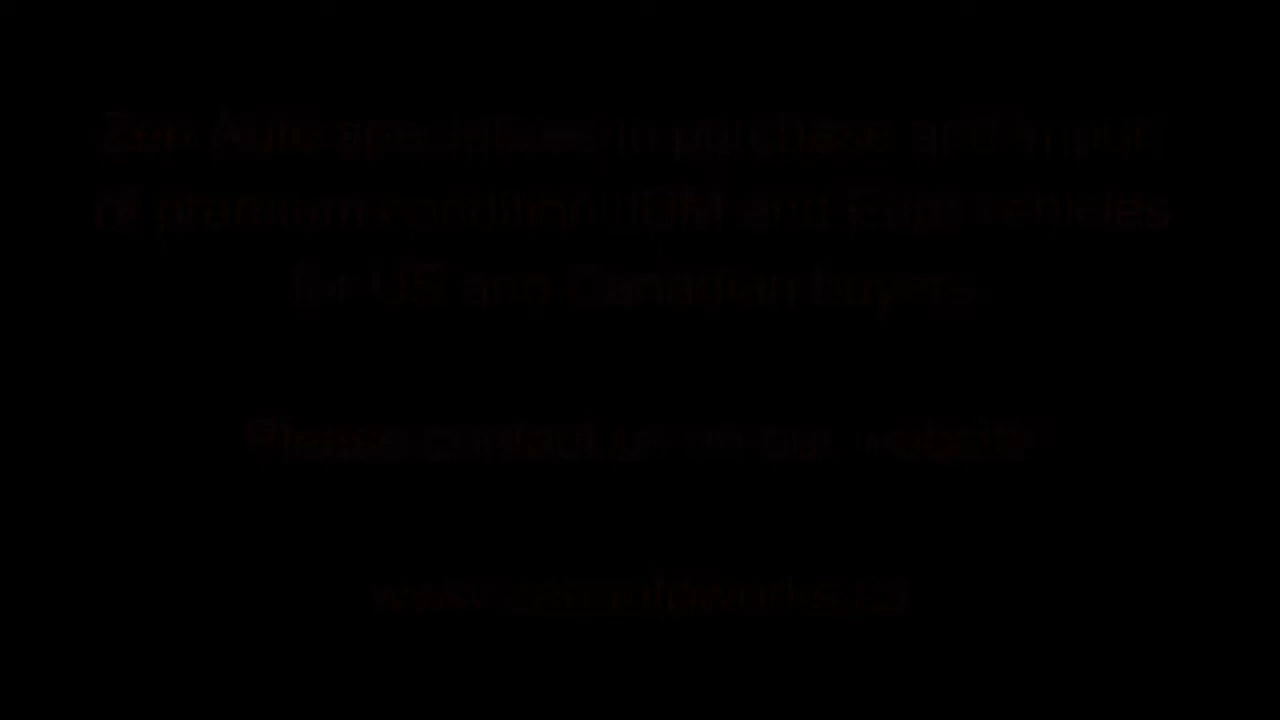 Zen Auto specializes in purchase and import
of premium condition JDM and Euro vehicles
for US and Canadian buyers.
Please contact us on our website